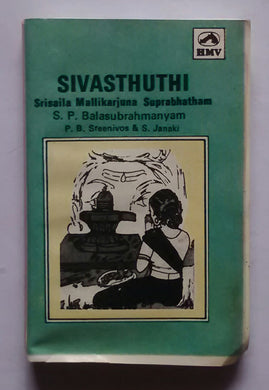 HMV
SIVASTHUTHI
Srisaila Mallikarjuna Suprabhatham
S. P. Balasubrahmanyam
P. B. Sreenivos & S. Janaki